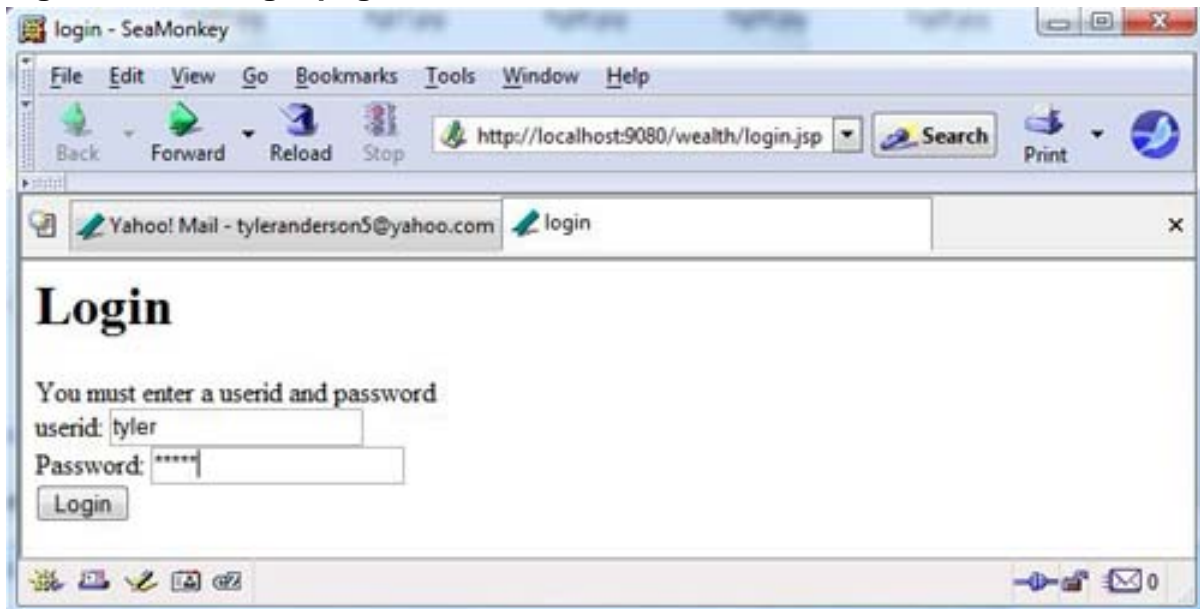 login - SeaMonkey
File Edit View Go Bookmarks Tools Window Help
Back Forward Reload Stop http://localhost:9080/wealth/login.jsp Search Print
Yahoo! Mail - tyleranderson5@yahoo.com login
Login
You must enter a userid and password
userid: tyler
Password: *****
Login
0